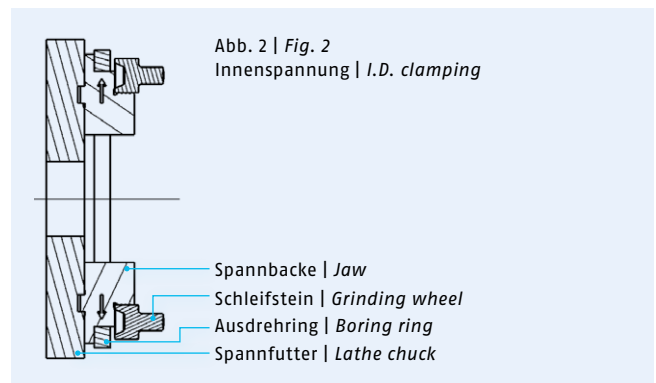 Abb. 2 | Fig. 2
Innenspannung | I.D. clamping
Spannbacke | Jaw
Schleifstein | Grinding wheel
Ausdrehring | Boring ring
Spannfutter | Lathe chuck